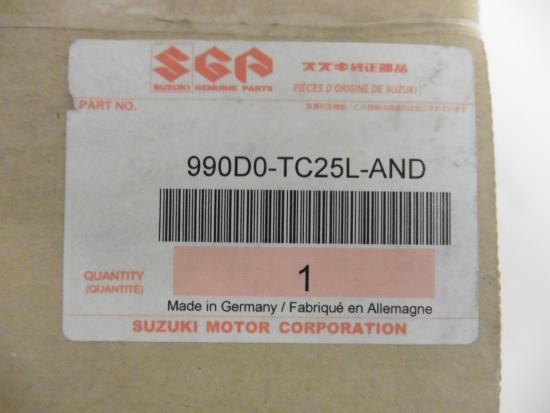 SGP スズキ純正部品
SUZUKI GENUINE PARTS PIÈCES D'ORIGINE DE SUZUKI
PART NO.
990D0-TC25L-AND
QUANTITY 1
(QUANTITÉ)
Made in Germany / Fabriqué en Allemagne
SUZUKI MOTOR CORPORATION